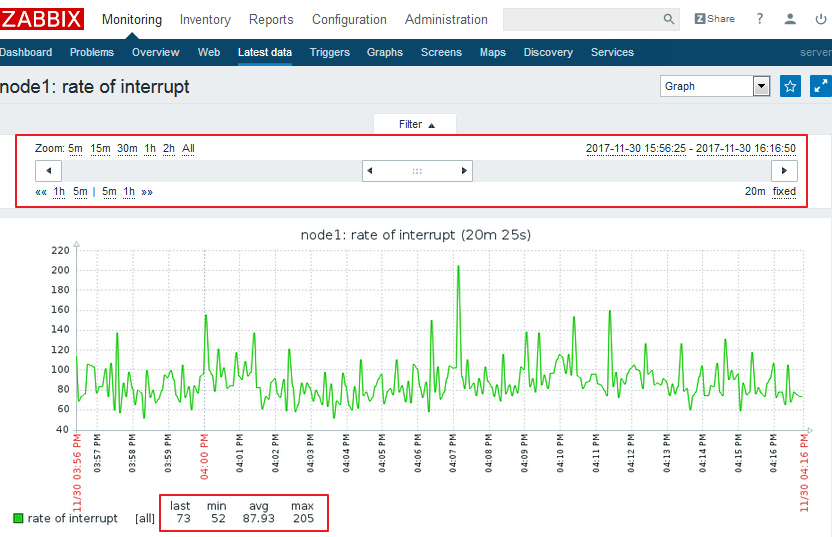 ZABBIX Monitoring Inventory Reports Configuration Administration Z Share ?
Dashboard Problems Overview Web Latest data Triggers Graphs Screens Maps Discovery Services server
node1: rate of interrupt Graph
Filter ▲
Zoom: 5m 15m 30m 1h 2h All 2017-11-30 15:56:25 - 2017-11-30 16:16:50
«« 1h 5m | 5m 1h »» 20m fixed
node1: rate of interrupt (20m 25s)
220
200
180
160
140
120
100
80
60
40
11/30 03:56 PM 03:57 PM 03:58 PM 03:59 PM 04:00 PM 04:01 PM 04:02 PM 04:03 PM 04:04 PM 04:05 PM 04:06 PM 04:07 PM 04:08 PM 04:09 PM 04:10 PM 04:11 PM 04:12 PM 04:13 PM 04:14 PM 04:15 PM 04:16 PM 11/30 04:16 PM
last min avg max
rate of interrupt [all] 73 52 87.93 205